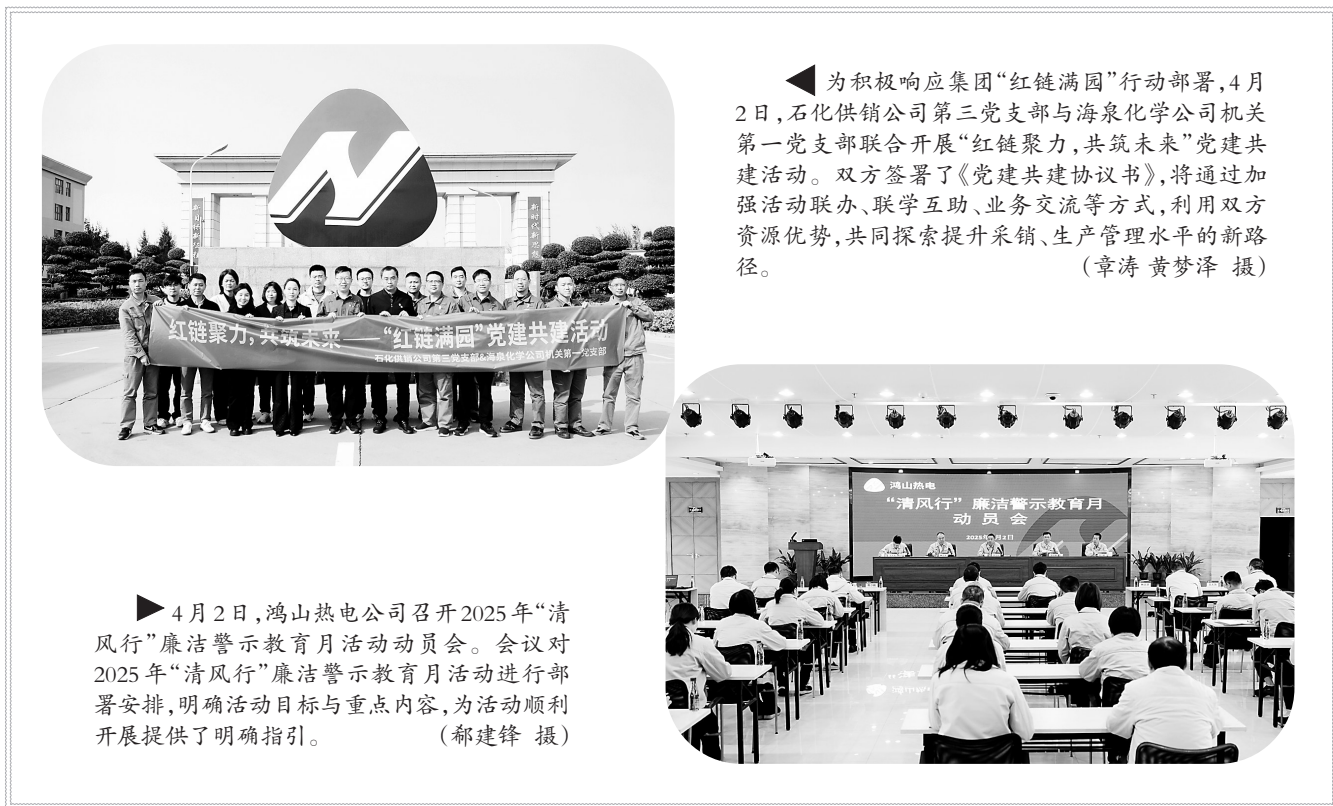 ◀ 为积极响应集团“红链满园”行动部署,4月
2日,石化供销公司第三党支部与海泉化学公司机关
第一党支部联合开展“红链聚力,共筑未来”党建共
建活动。双方签署了《党建共建协议书》,将通过加
强活动联办、联学互助、业务交流等方式,利用双方
资源优势,共同探索提升采销、生产管理水平的新路
径。 (章涛 黄梦泽 摄)
新时代新
红链聚力,共筑未来——“红链满园”党建共建活动
石化供销公司第三党支部&海泉化学公司机关第一党支部
鸿山热电
“清风行”廉洁警示教育月
动员会
▶ 4月2日,鸿山热电公司召开2025年“清
风行”廉洁警示教育月活动动员会。会议对
2025年“清风行”廉洁警示教育月活动进行部
署安排,明确活动目标与重点内容,为活动顺利
开展提供了明确指引。 (郗建锋 摄)